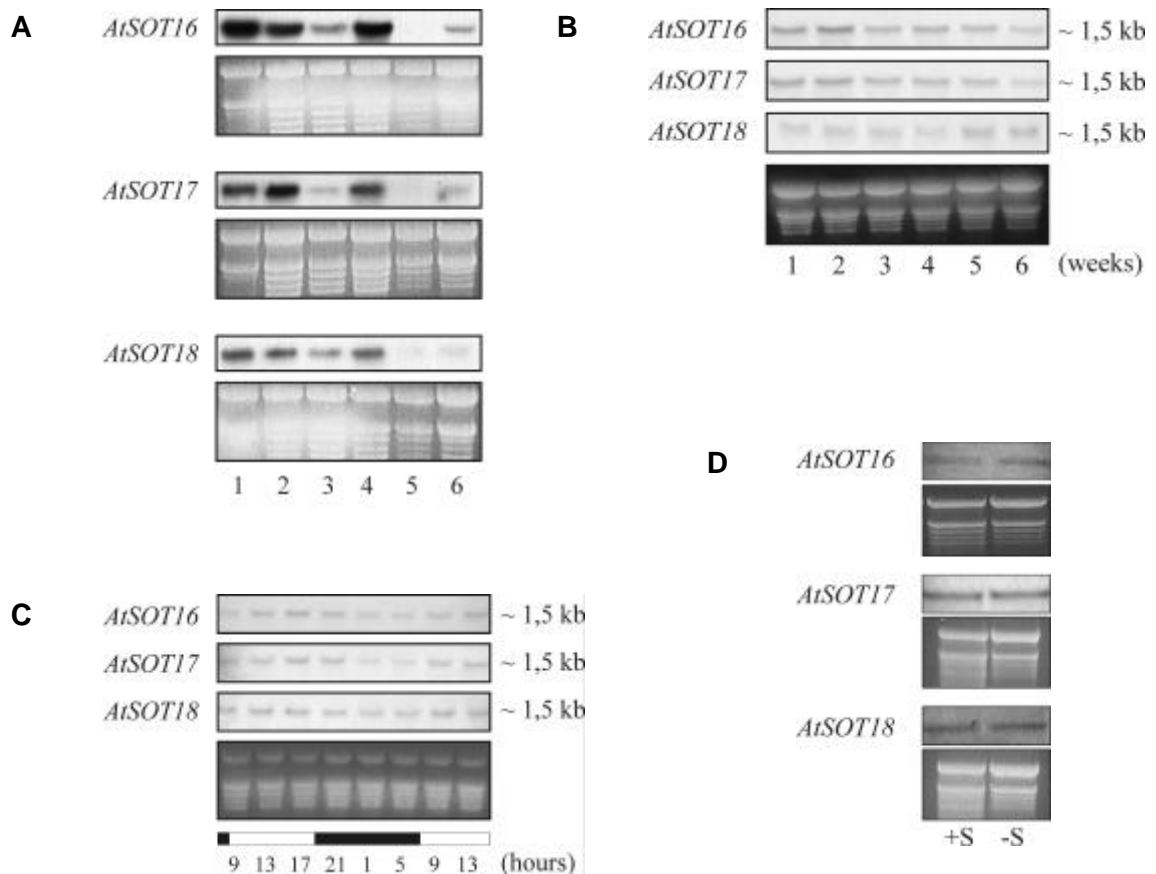 A
AtSOT16
AtSOT17
AtSOT18
1 2 3 4 5 6
B
AtSOT16 ~ 1,5 kb
AtSOT17 ~ 1,5 kb
AtSOT18 ~ 1,5 kb
1 2 3 4 5 6 (weeks)
C
AtSOT16 ~ 1,5 kb
AtSOT17 ~ 1,5 kb
AtSOT18 ~ 1,5 kb
9 13 17 21 1 5 9 13 (hours)
D
AtSOT16
AtSOT17
AtSOT18
+S -S